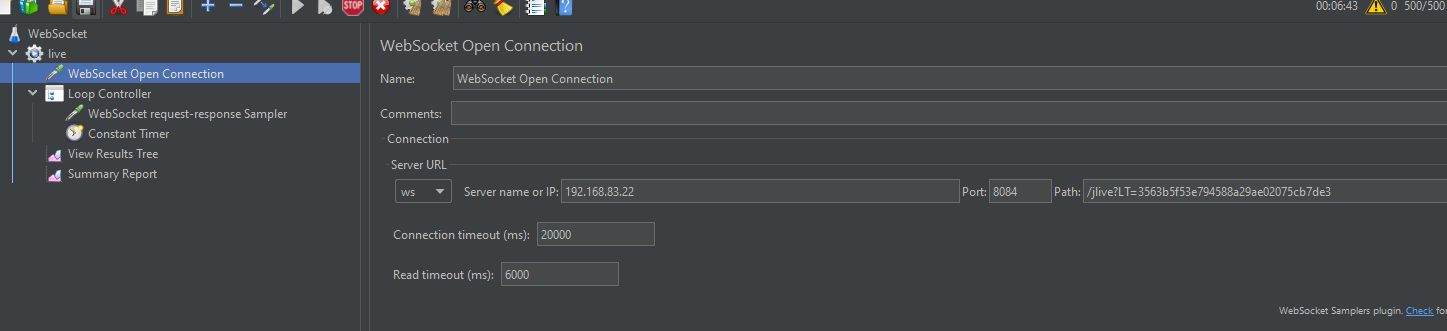 00:06:43 0 500/500
WebSocket
live
WebSocket Open Connection
Loop Controller
WebSocket request-response Sampler
Constant Timer
View Results Tree
Summary Report
WebSocket Open Connection
Name: WebSocket Open Connection
Comments:
Connection
Server URL
ws Server name or IP: 192.168.83.22 Port: 8084 Path: /jlive?LT=3563b5f53e794588a29ae02075cb7de3
Connection timeout (ms): 20000
Read timeout (ms): 6000
WebSocket Samplers plugin. Check for